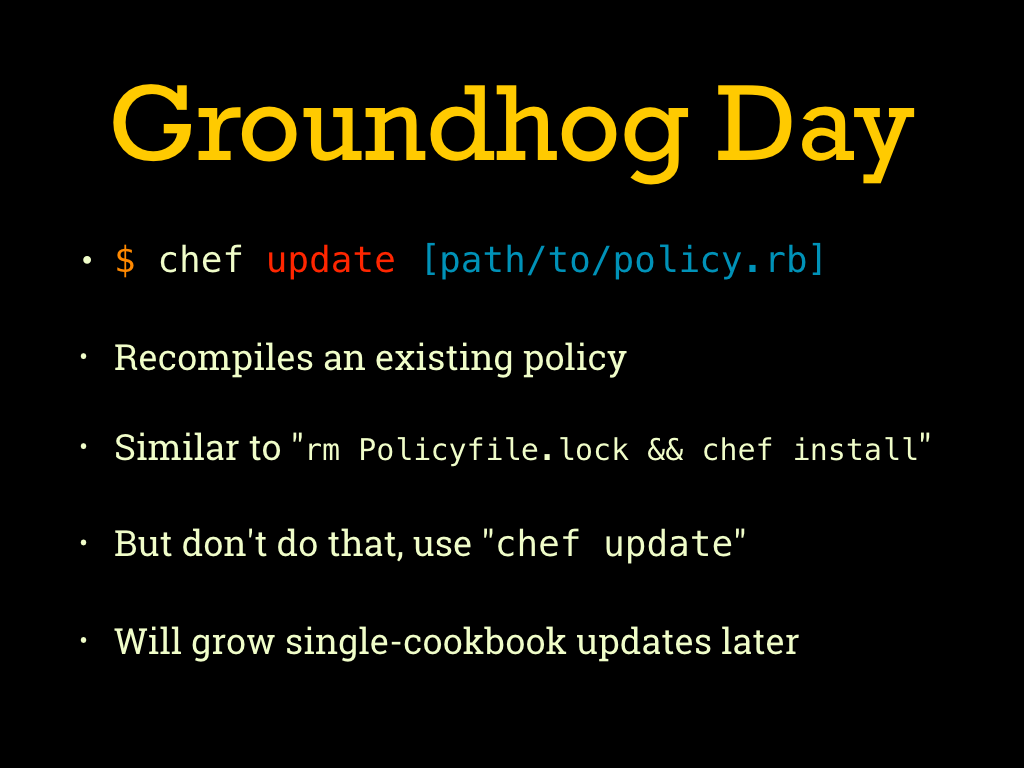 Groundhog Day
• $ chef update [path/to/policy.rb]
• Recompiles an existing policy
• Similar to "rm Policyfile.lock && chef install"
• But don't do that, use "chef update"
• Will grow single-cookbook updates later